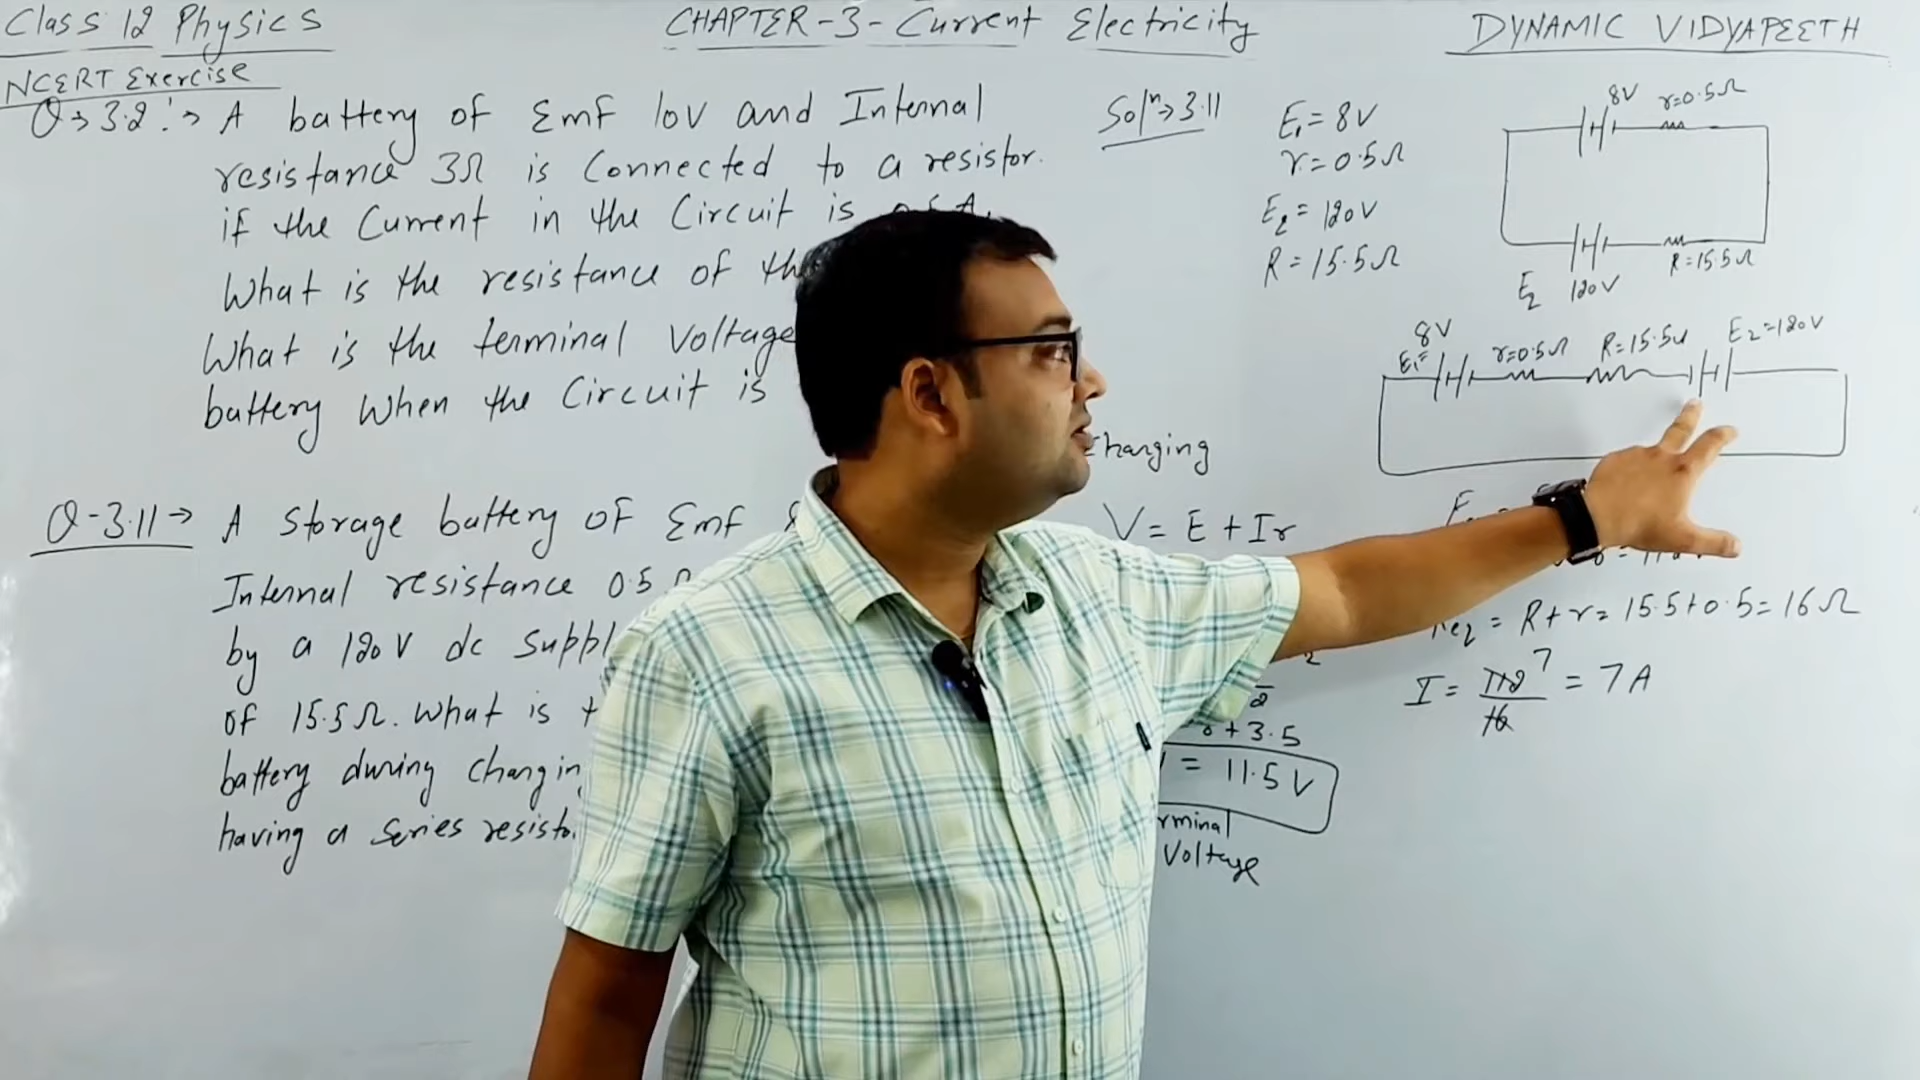 Class 12 Physics
CHAPTER-3- Current Electricity
DYNAMIC VIDYAPEETH
NCERT Exercise
Q→3.2:→ A battery of Emf 10V and Internal
resistance 3Ω is Connected to a resistor.
if the Current in the Circuit is
What is the resistance of
What is the terminal Voltage
battery When the Circuit is
Q-3.11→ A Storage battery of Emf
Internal resistance 0.5
by a 120V dc
of 15.5Ω. What is
battery during Charging
having a Series
Solⁿ→3.11
E₁=8V
r=0.5Ω
E₂=120V
R=15.5Ω
Charging
V = E + Ir
+3.5
= 11.5V
Voltage
8V r=0.5Ω
E₂ 120V R=15.5Ω
8V
E₁= r=0.5Ω R=15.5Ω E₂=120V
= R+r= 15.5+0.5= 16Ω
I= 112/16 7 = 7A